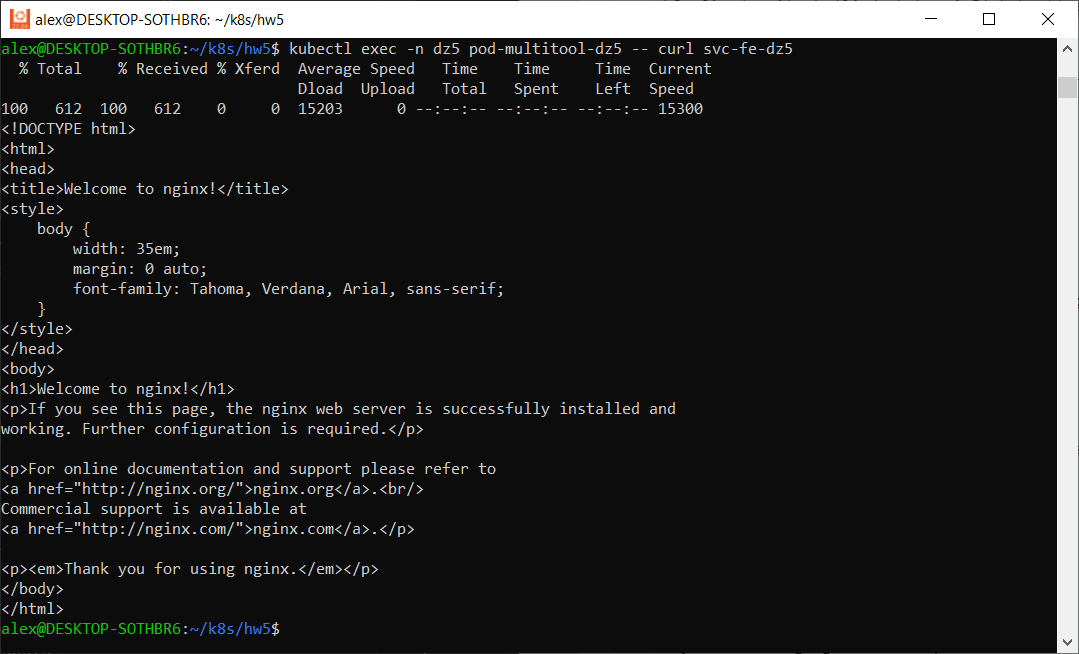 alex@DESKTOP-SOTHBR6: ~/k8s/hw5
alex@DESKTOP-SOTHBR6:~/k8s/hw5$ kubectl exec -n dz5 pod-multitool-dz5 -- curl svc-fe-dz5
  % Total    % Received % Xferd  Average Speed   Time    Time     Time  Current
                                 Dload  Upload   Total   Spent    Left  Speed
100   612  100   612    0     0  15203      0 --:--:-- --:--:-- --:--:-- 15300
<!DOCTYPE html>
<html>
<head>
<title>Welcome to nginx!</title>
<style>
    body {
        width: 35em;
        margin: 0 auto;
        font-family: Tahoma, Verdana, Arial, sans-serif;
    }
</style>
</head>
<body>
<h1>Welcome to nginx!</h1>
<p>If you see this page, the nginx web server is successfully installed and
working. Further configuration is required.</p>

<p>For online documentation and support please refer to
<a href="http://nginx.org/">nginx.org</a>.<br/>
Commercial support is available at
<a href="http://nginx.com/">nginx.com</a>.</p>

<p><em>Thank you for using nginx.</em></p>
</body>
</html>
alex@DESKTOP-SOTHBR6:~/k8s/hw5$